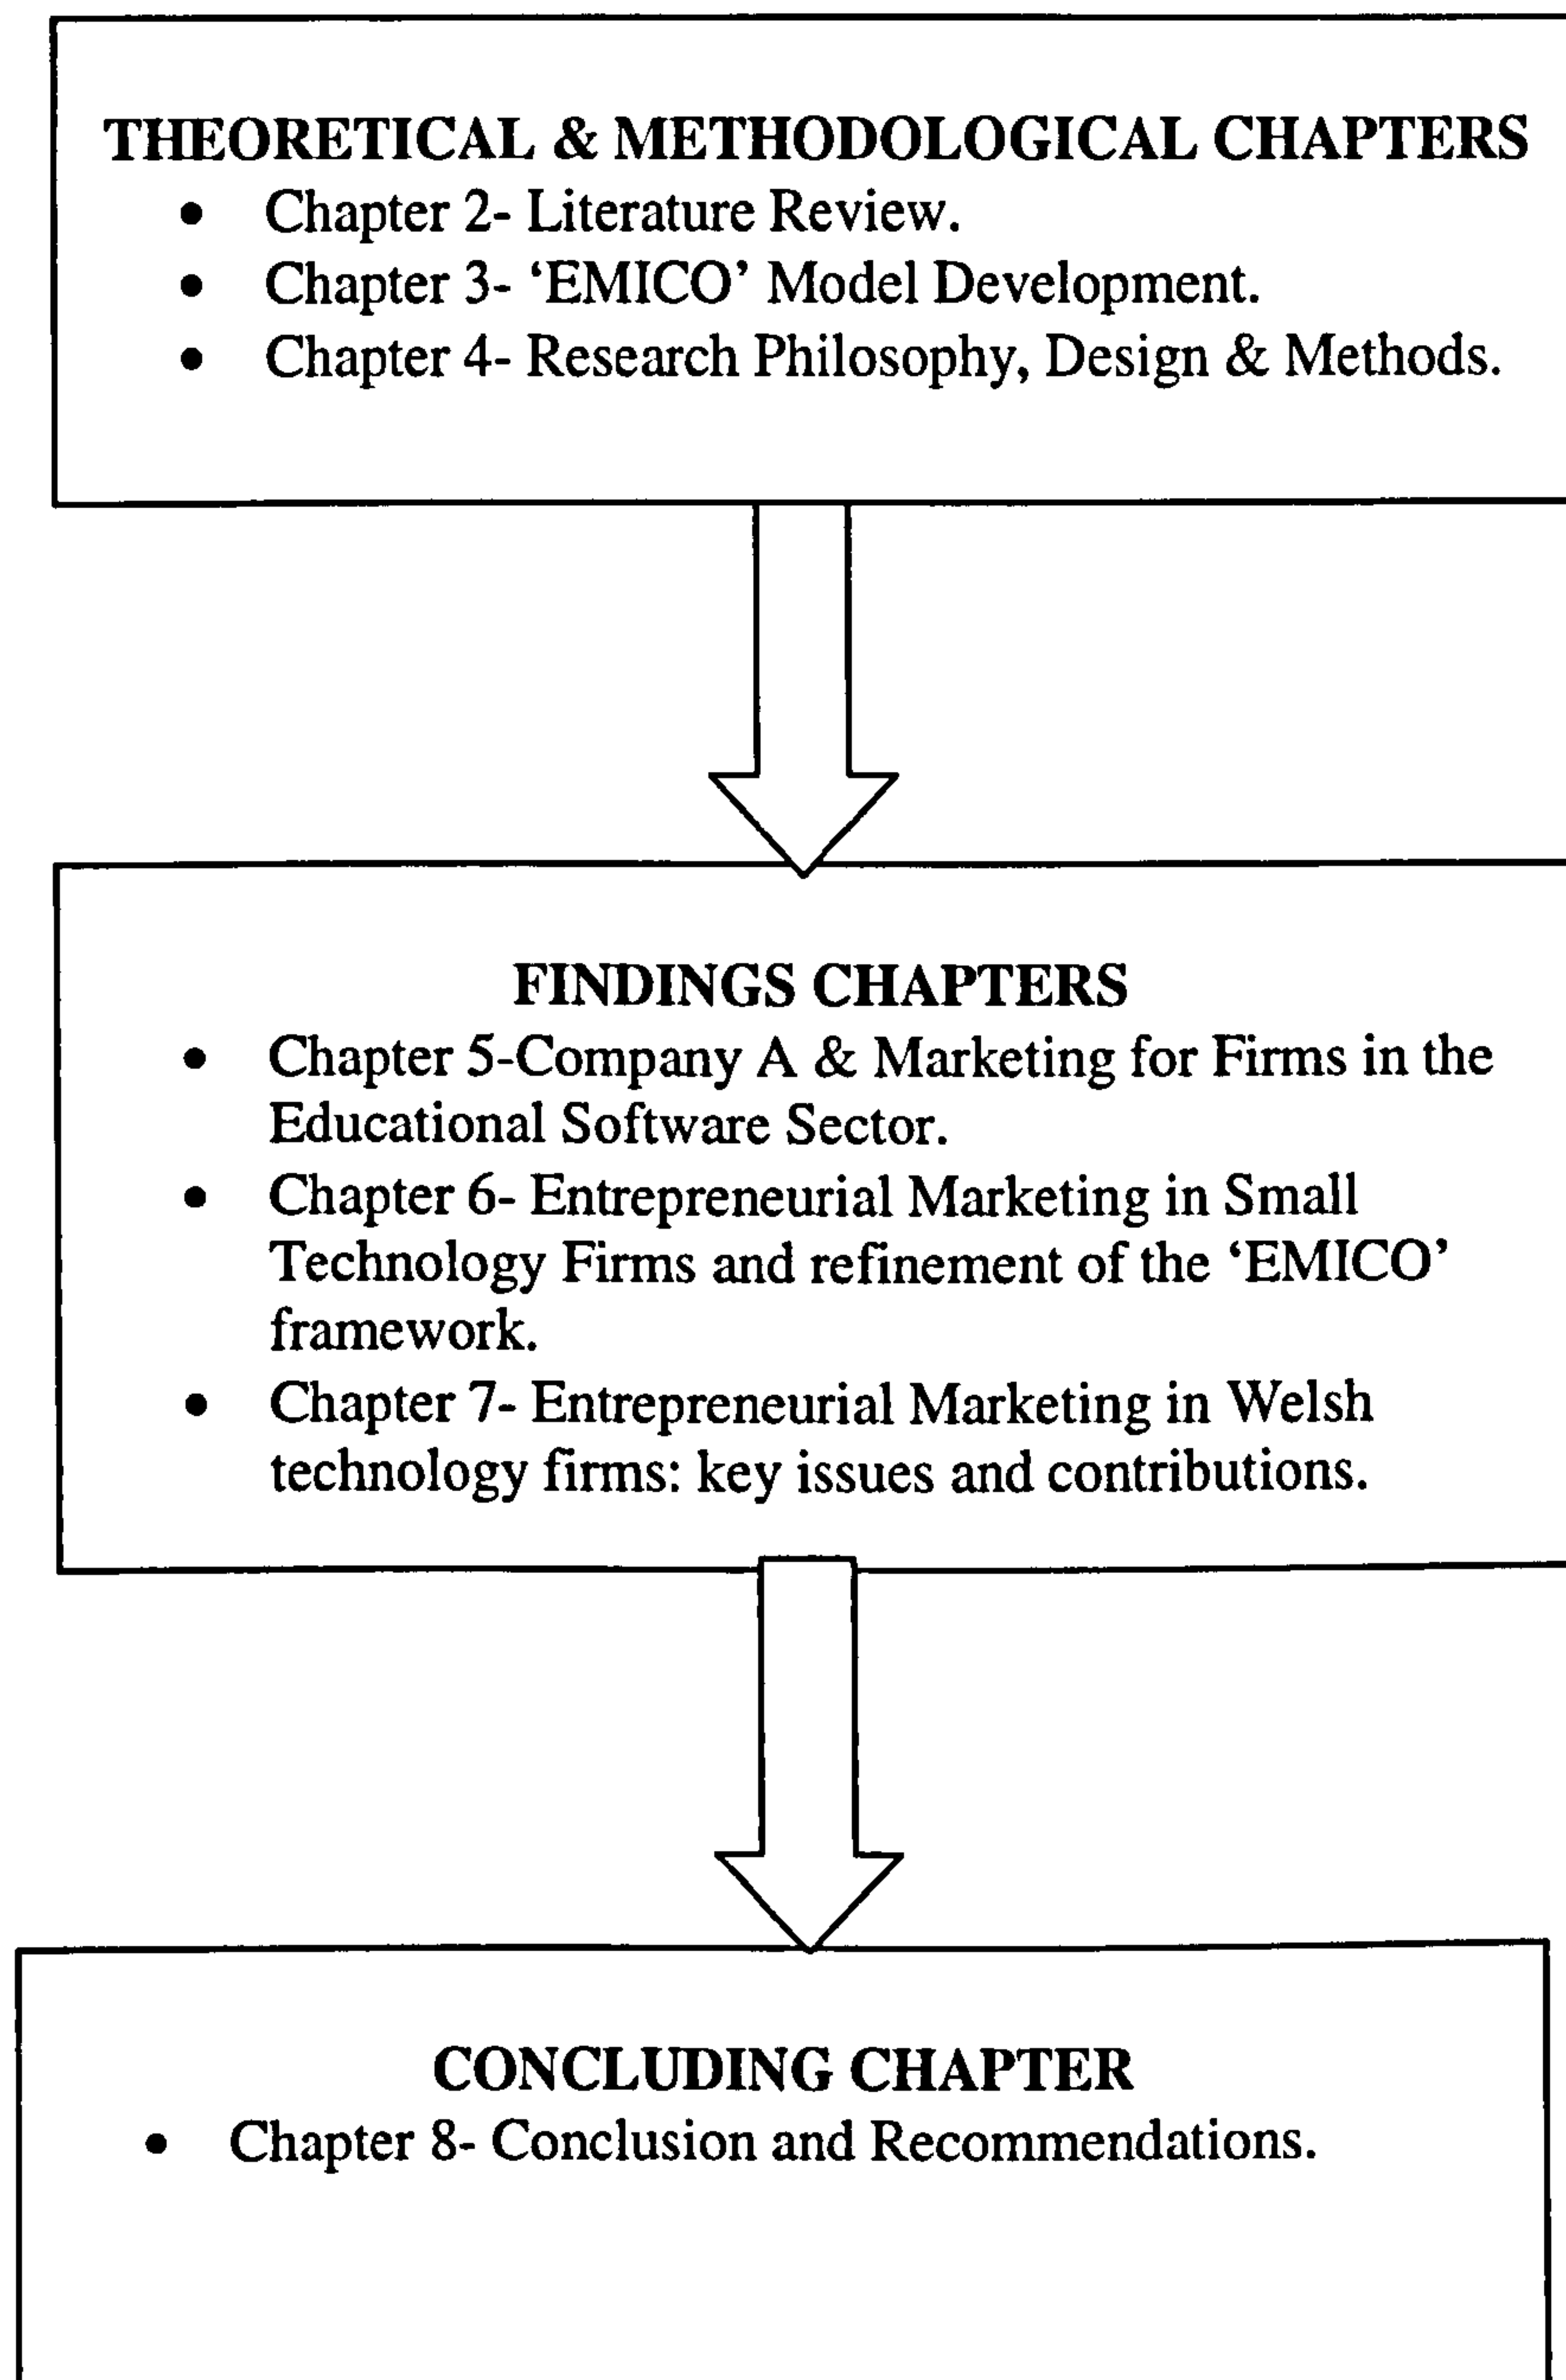 THEORETICAL & METHODOLOGICAL CHAPTERS
• Chapter 2- Literature Review.
• Chapter 3- ‘EMICO’ Model Development.
• Chapter 4- Research Philosophy, Design & Methods.
FINDINGS CHAPTERS
• Chapter 5-Company A & Marketing for Firms in the
Educational Software Sector.
• Chapter 6- Entrepreneurial Marketing in Small
Technology Firms and refinement of the ‘EMICO’
framework.
• Chapter 7- Entrepreneurial Marketing in Welsh
technology firms: key issues and contributions.
CONCLUDING CHAPTER
• Chapter 8- Conclusion and Recommendations.